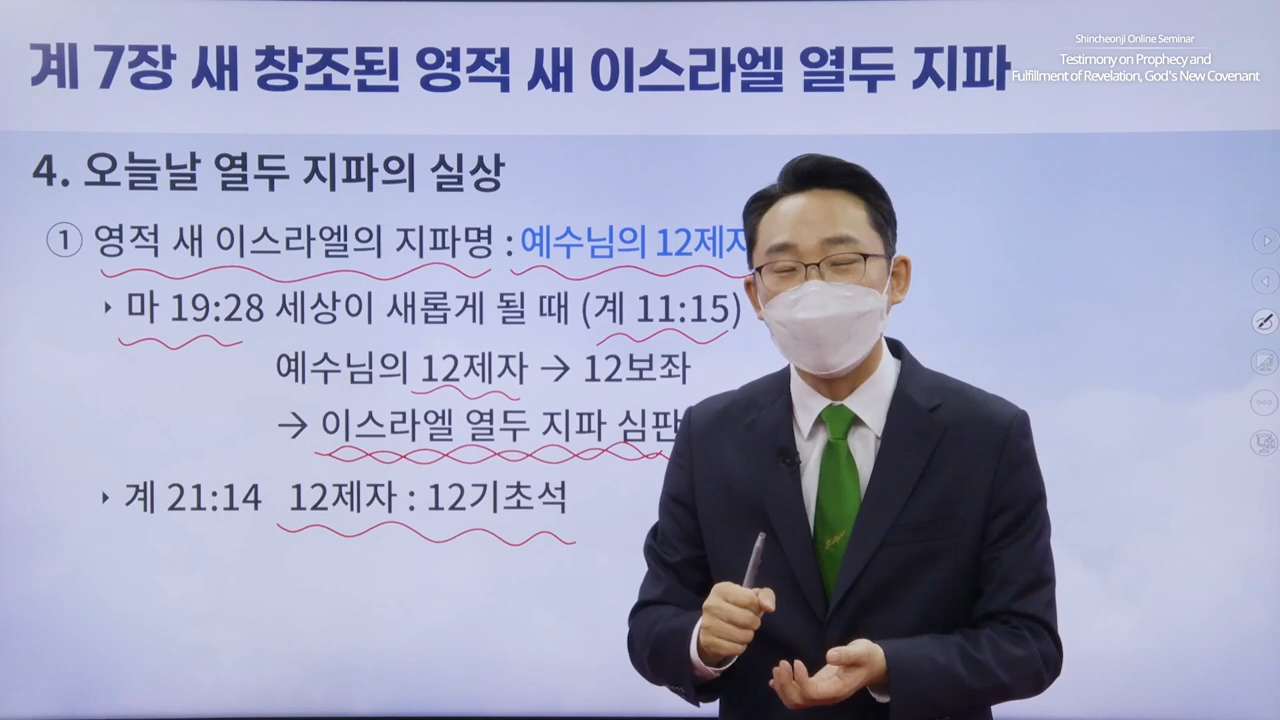 계 7장 새 창조된 영적 새 이스라엘 열두 지파
Shincheonji Online Seminar
Testimony on Prophecy and
Fulfillment of Revelation, God's New Covenant
4. 오늘날 열두 지파의 실상
① 영적 새 이스라엘의 지파명 : 예수님의 12제자
‣ 마 19:28 세상이 새롭게 될 때 (계 11:15)
예수님의 12제자 → 12보좌
→ 이스라엘 열두 지파 심판
‣ 계 21:14 12제자 : 12기초석